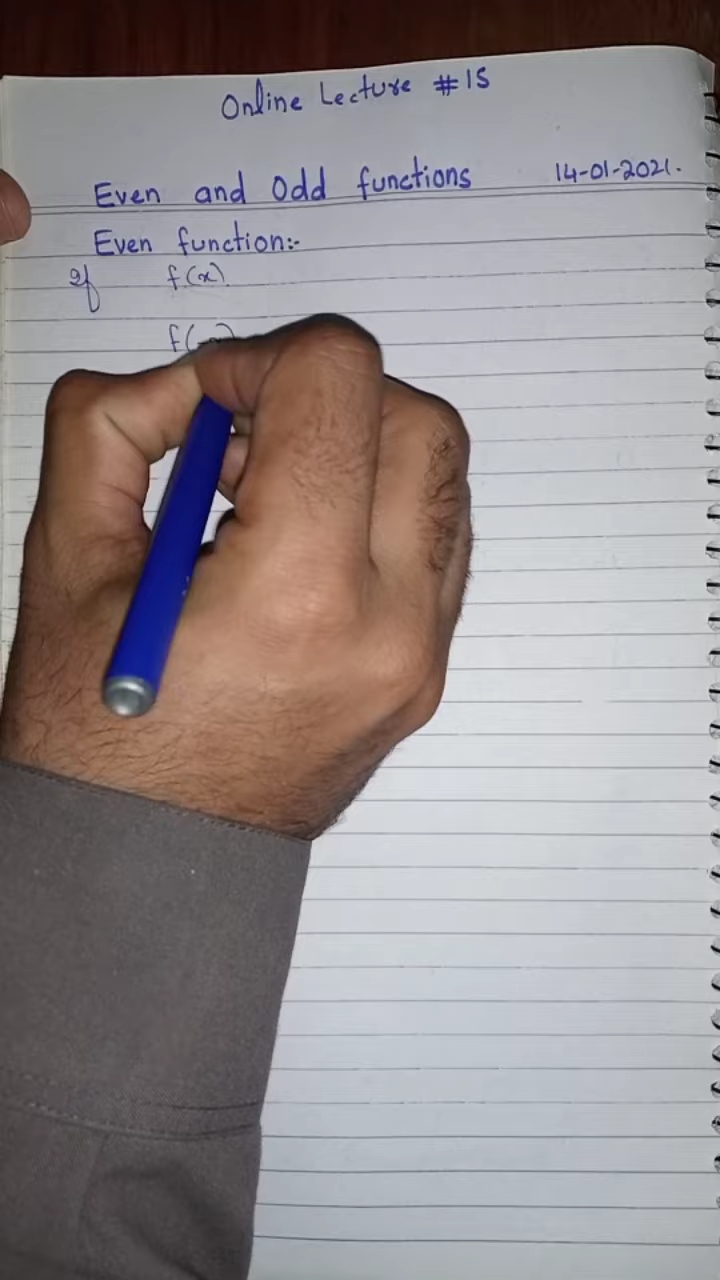 Online Lecture #15
Even and Odd functions 14-01-2021.
Even function:-
If f(x)
f(-x)